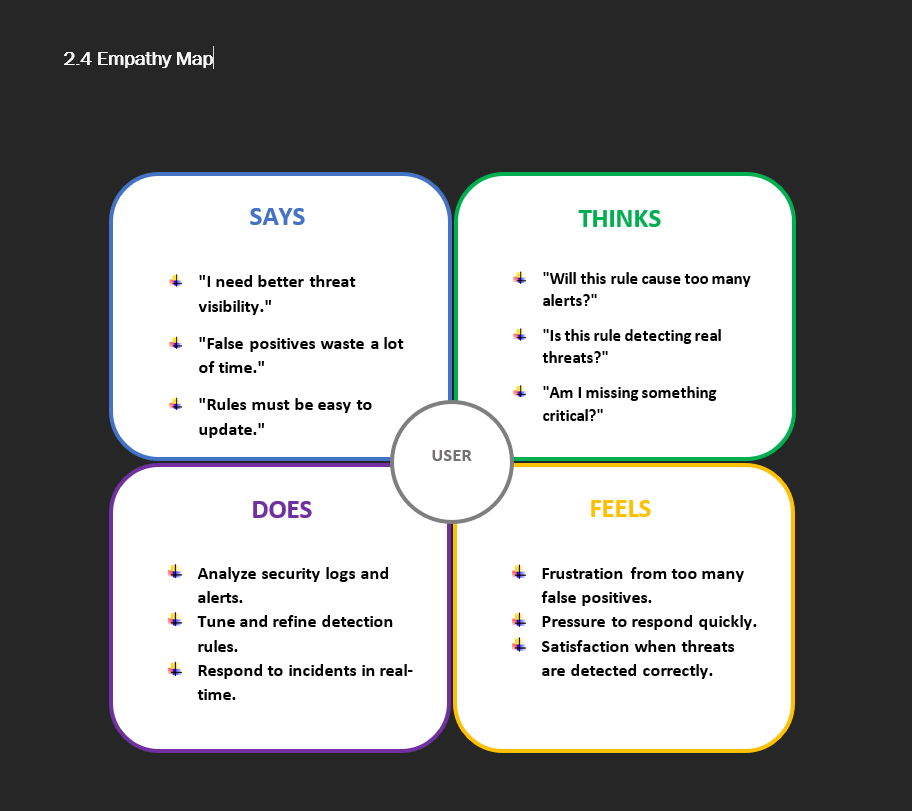 2.4 Empathy Map
SAYS
"I need better threat
visibility."
"False positives waste a lot
of time."
"Rules must be easy to
update."
THINKS
"Will this rule cause too many
alerts?"
"Is this rule detecting real
threats?"
"Am I missing something
critical?"
USER
DOES
Analyze security logs and
alerts.
Tune and refine detection
rules.
Respond to incidents in real-
time.
FEELS
Frustration from too many
false positives.
Pressure to respond quickly.
Satisfaction when threats
are detected correctly.